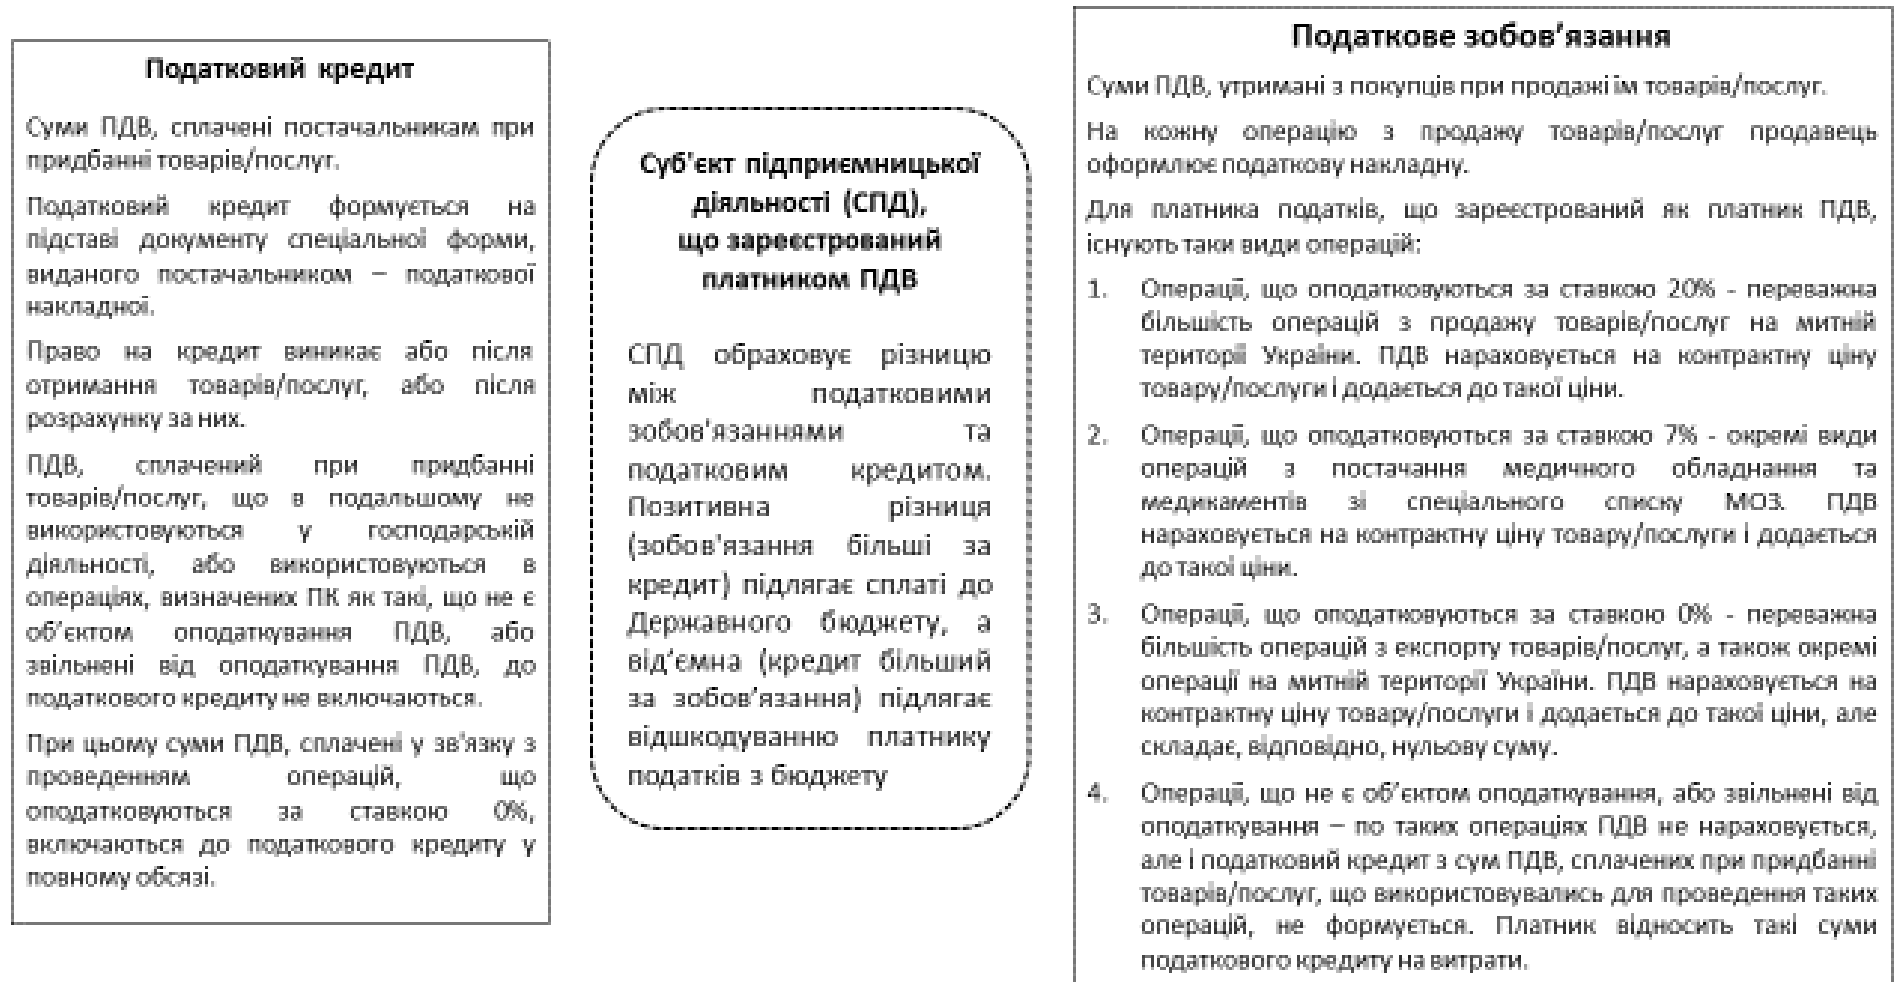 Податковий кредит
Суми ПДВ, сплачені постачальникам при
придбанні товарів/послуг.
Податковий кредит формується на
підставі документу спеціальної форми,
виданого постачальником – податкової
накладної.
Право на кредит виникає або після
отримання товарів/послуг, або після
розрахунку за них.
ПДВ, сплачений при придбанні
товарів/послуг, що в подальшому не
використовуються у господарській
діяльності, або використовуються в
операціях, визначених ПК як такі, що не є
об’єктом оподаткування ПДВ, або
звільнені від оподаткування ПДВ, до
податкового кредиту не включаються.
При цьому суми ПДВ, сплачені у зв'язку з
проведенням операцій, що
оподатковуються за ставкою 0%,
включаються до податкового кредиту у
повному обсязі.
Суб'єкт підприємницької
діяльності (СПД),
що зареєстрований
платником ПДВ
СПД обраховує різницю
між податковими
зобов'язаннями та
податковим кредитом.
Позитивна різниця
(зобов'язання більші за
кредит) підлягає сплаті до
Державного бюджету, а
від’ємна (кредит більший
за зобов’язання) підлягає
відшкодуванню платнику
податків з бюджету
Податкове зобов’язання
Суми ПДВ, утримані з покупців при продажі їм товарів/послуг.
На кожну операцію з продажу товарів/послуг продавець
оформлює податкову накладну.
Для платника податків, що зареєстрований як платник ПДВ,
існують таки види операцій:
1. Операції, що оподатковуються за ставкою 20% - переважна
більшість операцій з продажу товарів/послуг на митній
території України. ПДВ нараховується на контрактну ціну
товару/послуги і додається до такої ціни.
2. Операції, що оподатковуються за ставкою 7% - окремі види
операцій з постачання медичного обладнання та
медикаментів зі спеціального списку МОЗ. ПДВ
нараховується на контрактну ціну товару/послуги і додається
до такої ціни.
3. Операції, що оподатковуються за ставкою 0% - переважна
більшість операцій з експорту товарів/послуг, а також окремі
операції на митній території України. ПДВ нараховується на
контрактну ціну товару/послуги і додається до такої ціни, але
складає, відповідно, нульову суму.
4. Операції, що не є об’єктом оподаткування, або звільнені від
оподаткування – по таких операціях ПДВ не нараховується,
але і податковий кредит з сум ПДВ, сплачених при придбанні
товарів/послуг, що використовувались для проведення таких
операцій, не формується. Платник відносить такі суми
податкового кредиту на витрати.